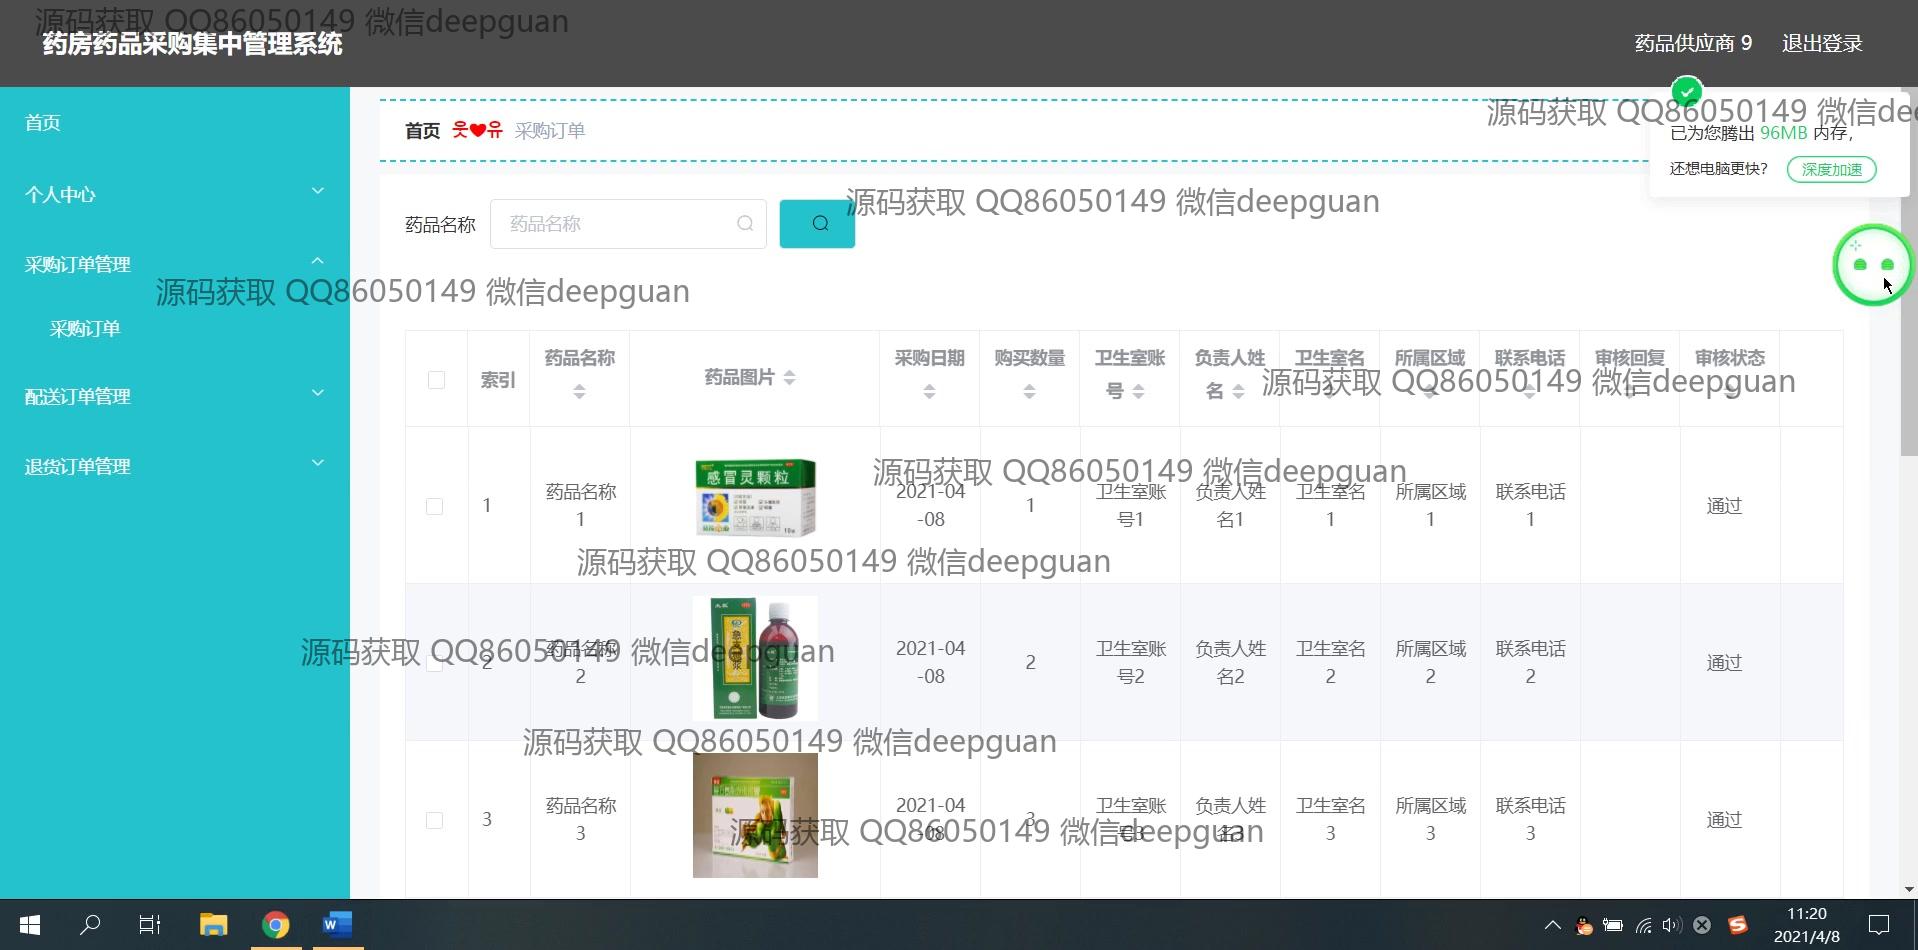 源码获取 QQ86050149 微信deepguan
药房药品采购集中管理系统
药品供应商 9 退出登录
首页
个人中心
采购订单管理
采购订单
配送订单管理
退货订单管理
首页 웃❤유 采购订单
源码获取 QQ86050149 微信dee
已为您腾出 96MB 内存,
还想电脑更快? 深度加速
药品名称 药品名称
源码获取 QQ86050149 微信deepguan
源码获取 QQ86050149 微信deepguan
索引 药品名称 药品图片 采购日期 购买数量 卫生室账号 负责人姓名 卫生室名 所属区域 联系电话 审核回复 审核状态
源码获取 QQ86050149 微信deepguan
感冒灵颗粒
源码获取 QQ86050149 微信deepguan
1 药品名称1 2021-04-08 1 卫生室账号1 负责人姓名1 卫生室名1 所属区域1 联系电话1 通过
源码获取 QQ86050149 微信deepguan
源码获取 QQ86050149 微信deepguan
2 药品名称2 2021-04-08 2 卫生室账号2 负责人姓名2 卫生室名2 所属区域2 联系电话2 通过
源码获取 QQ86050149 微信deepguan
3 药品名称3 2021-04-08 3 卫生室账号3 负责人姓名3 卫生室名3 所属区域3 联系电话3 通过
源码获取 QQ86050149 微信deepguan
11:20
2021/4/8